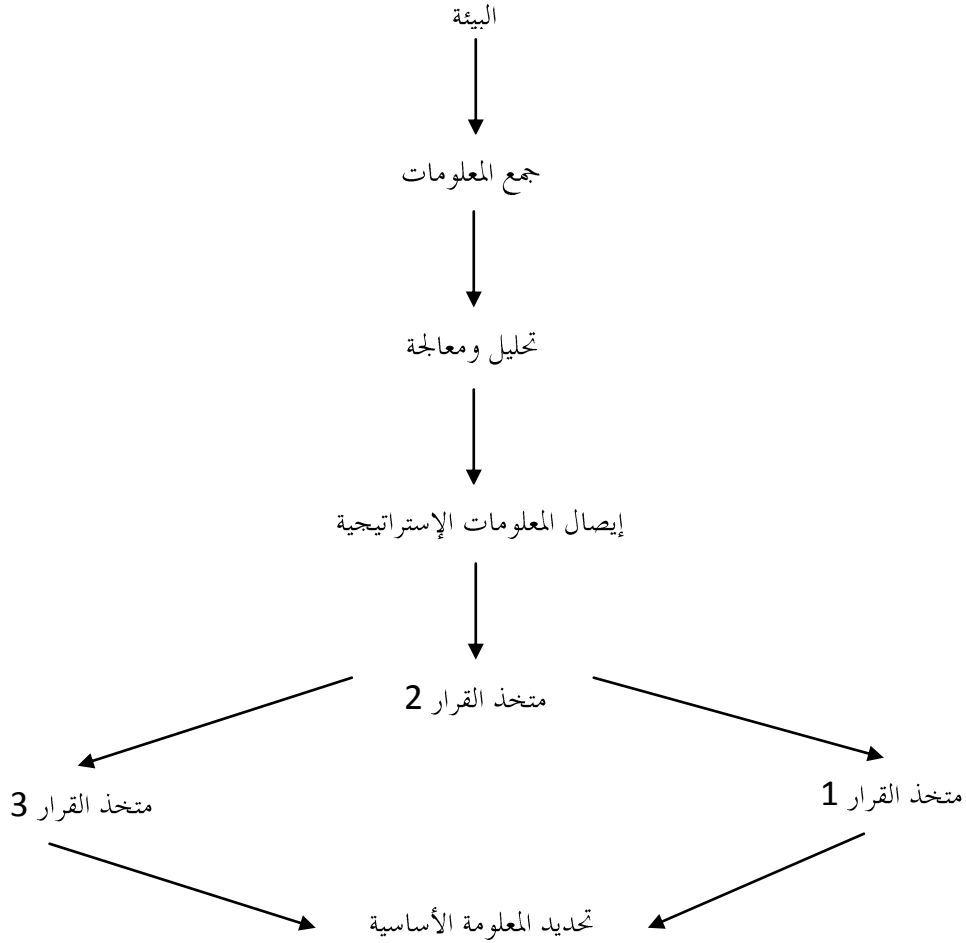 البيئة
جمع المعلومات
تحليل ومعالجة
إيصال المعلومات الإستراتيجية
متخذ القرار 2
متخذ القرار 1
متخذ القرار 3
تحديد المعلومة الأساسية